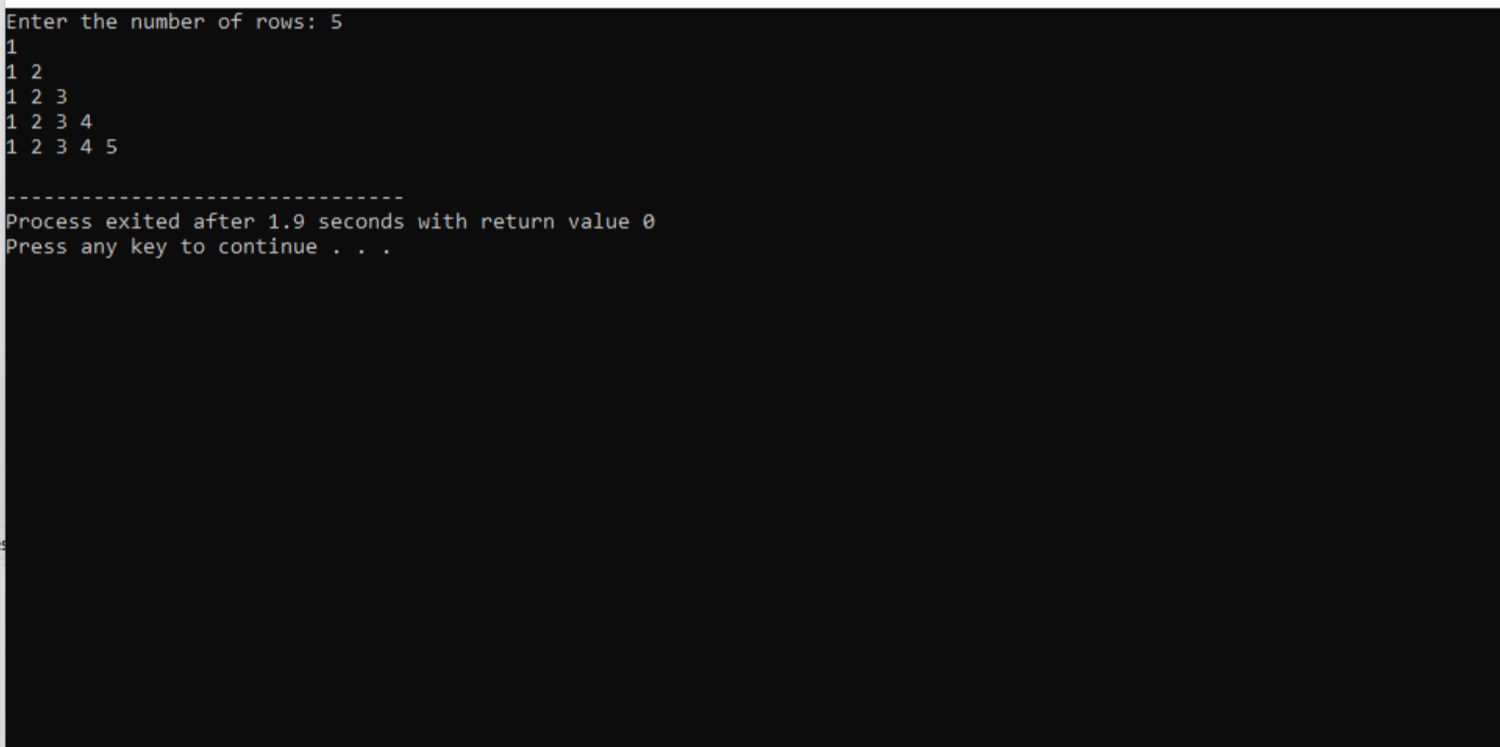 Enter the number of rows: 5
1
1 2
1 2 3
1 2 3 4
1 2 3 4 5
--------------------------------
Process exited after 1.9 seconds with return value 0
Press any key to continue . . .